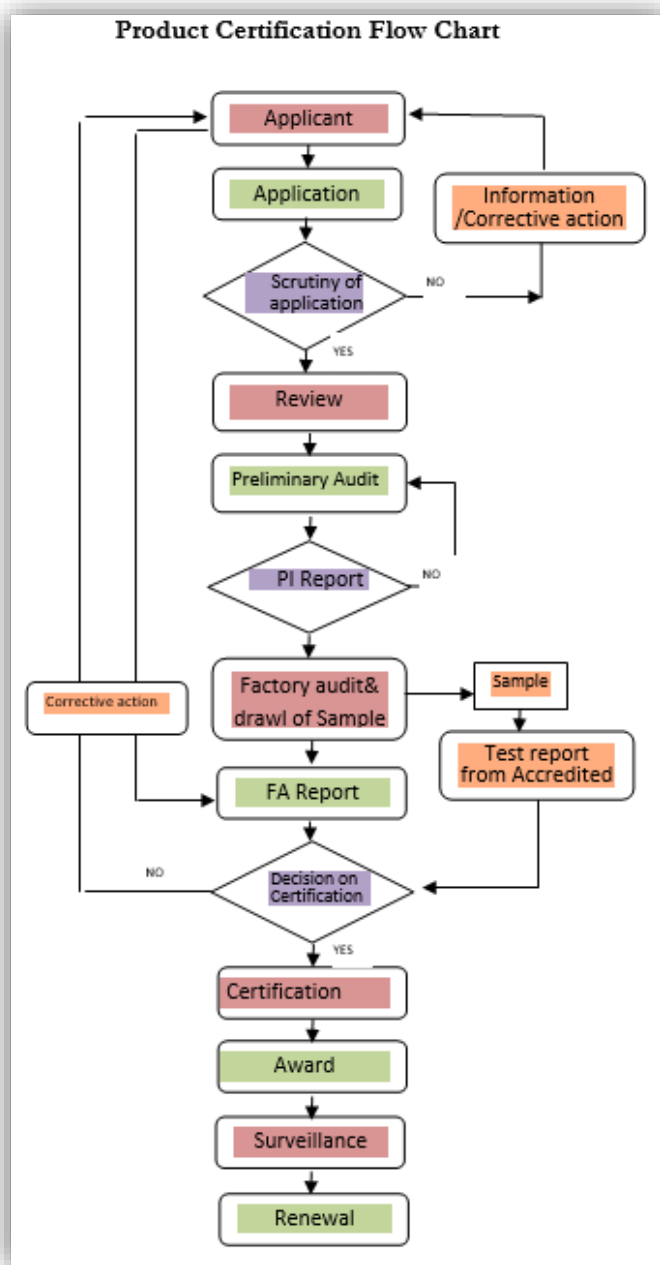 Product Certification Flow Chart
Applicant
Application
Information
/Corrective action
Scrutiny of
application
NO
YES
Review
Preliminary Audit
PI Report
NO
Factory audit&
drawl of Sample
Sample
Corrective action
Test report
from Accredited
FA Report
Decision on
Certification
NO
YES
Certification
Award
Surveillance
Renewal